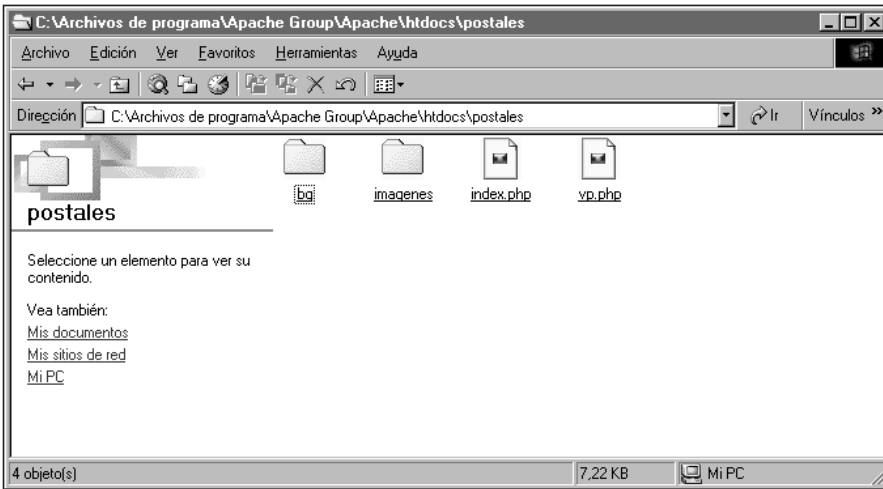 C:\Archivos de programa\Apache Group\Apache\htdocs\postales
Archivo Edición Ver Favoritos Herramientas Ayuda
Dirección C:\Archivos de programa\Apache Group\Apache\htdocs\postales Ir Vínculos »
bg imagenes index.php vp.php
postales
Seleccione un elemento para ver su
contenido.
Vea también:
Mis documentos
Mis sitios de red
Mi PC
4 objeto(s) 7,22 KB Mi PC